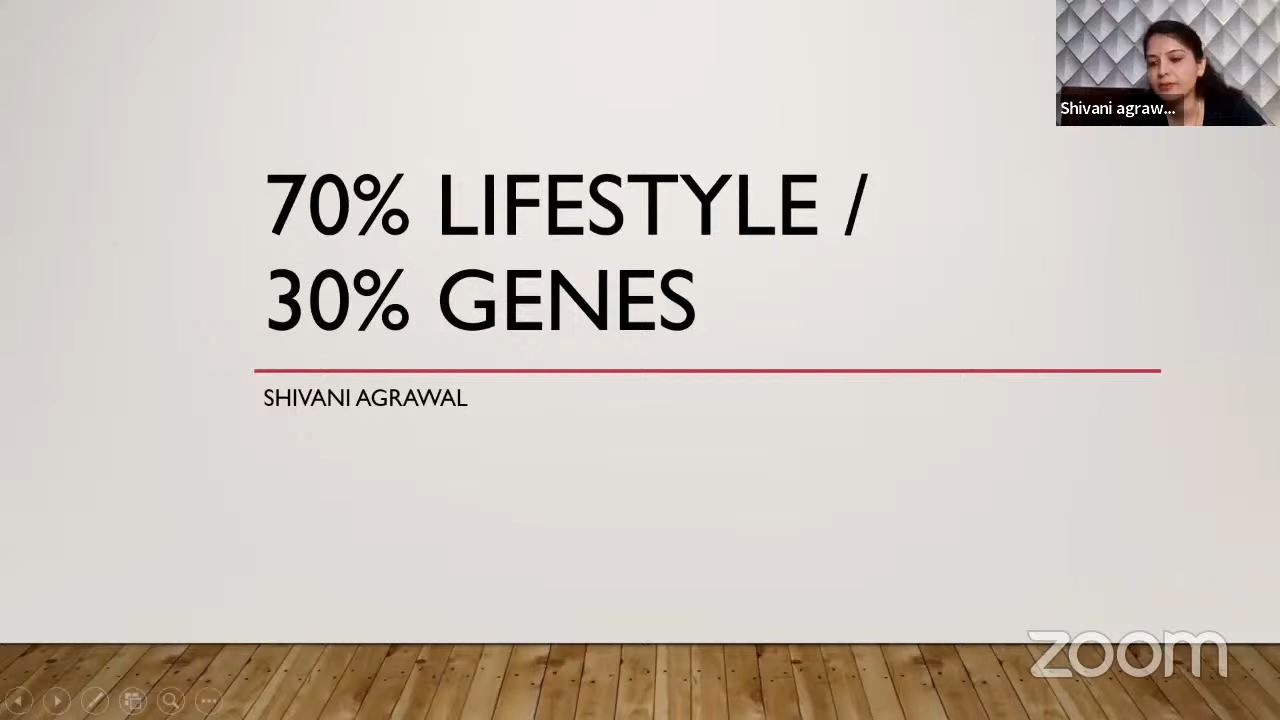 Shivani agraw...
70% LIFESTYLE /
30% GENES
SHIVANI AGRAWAL
zoom